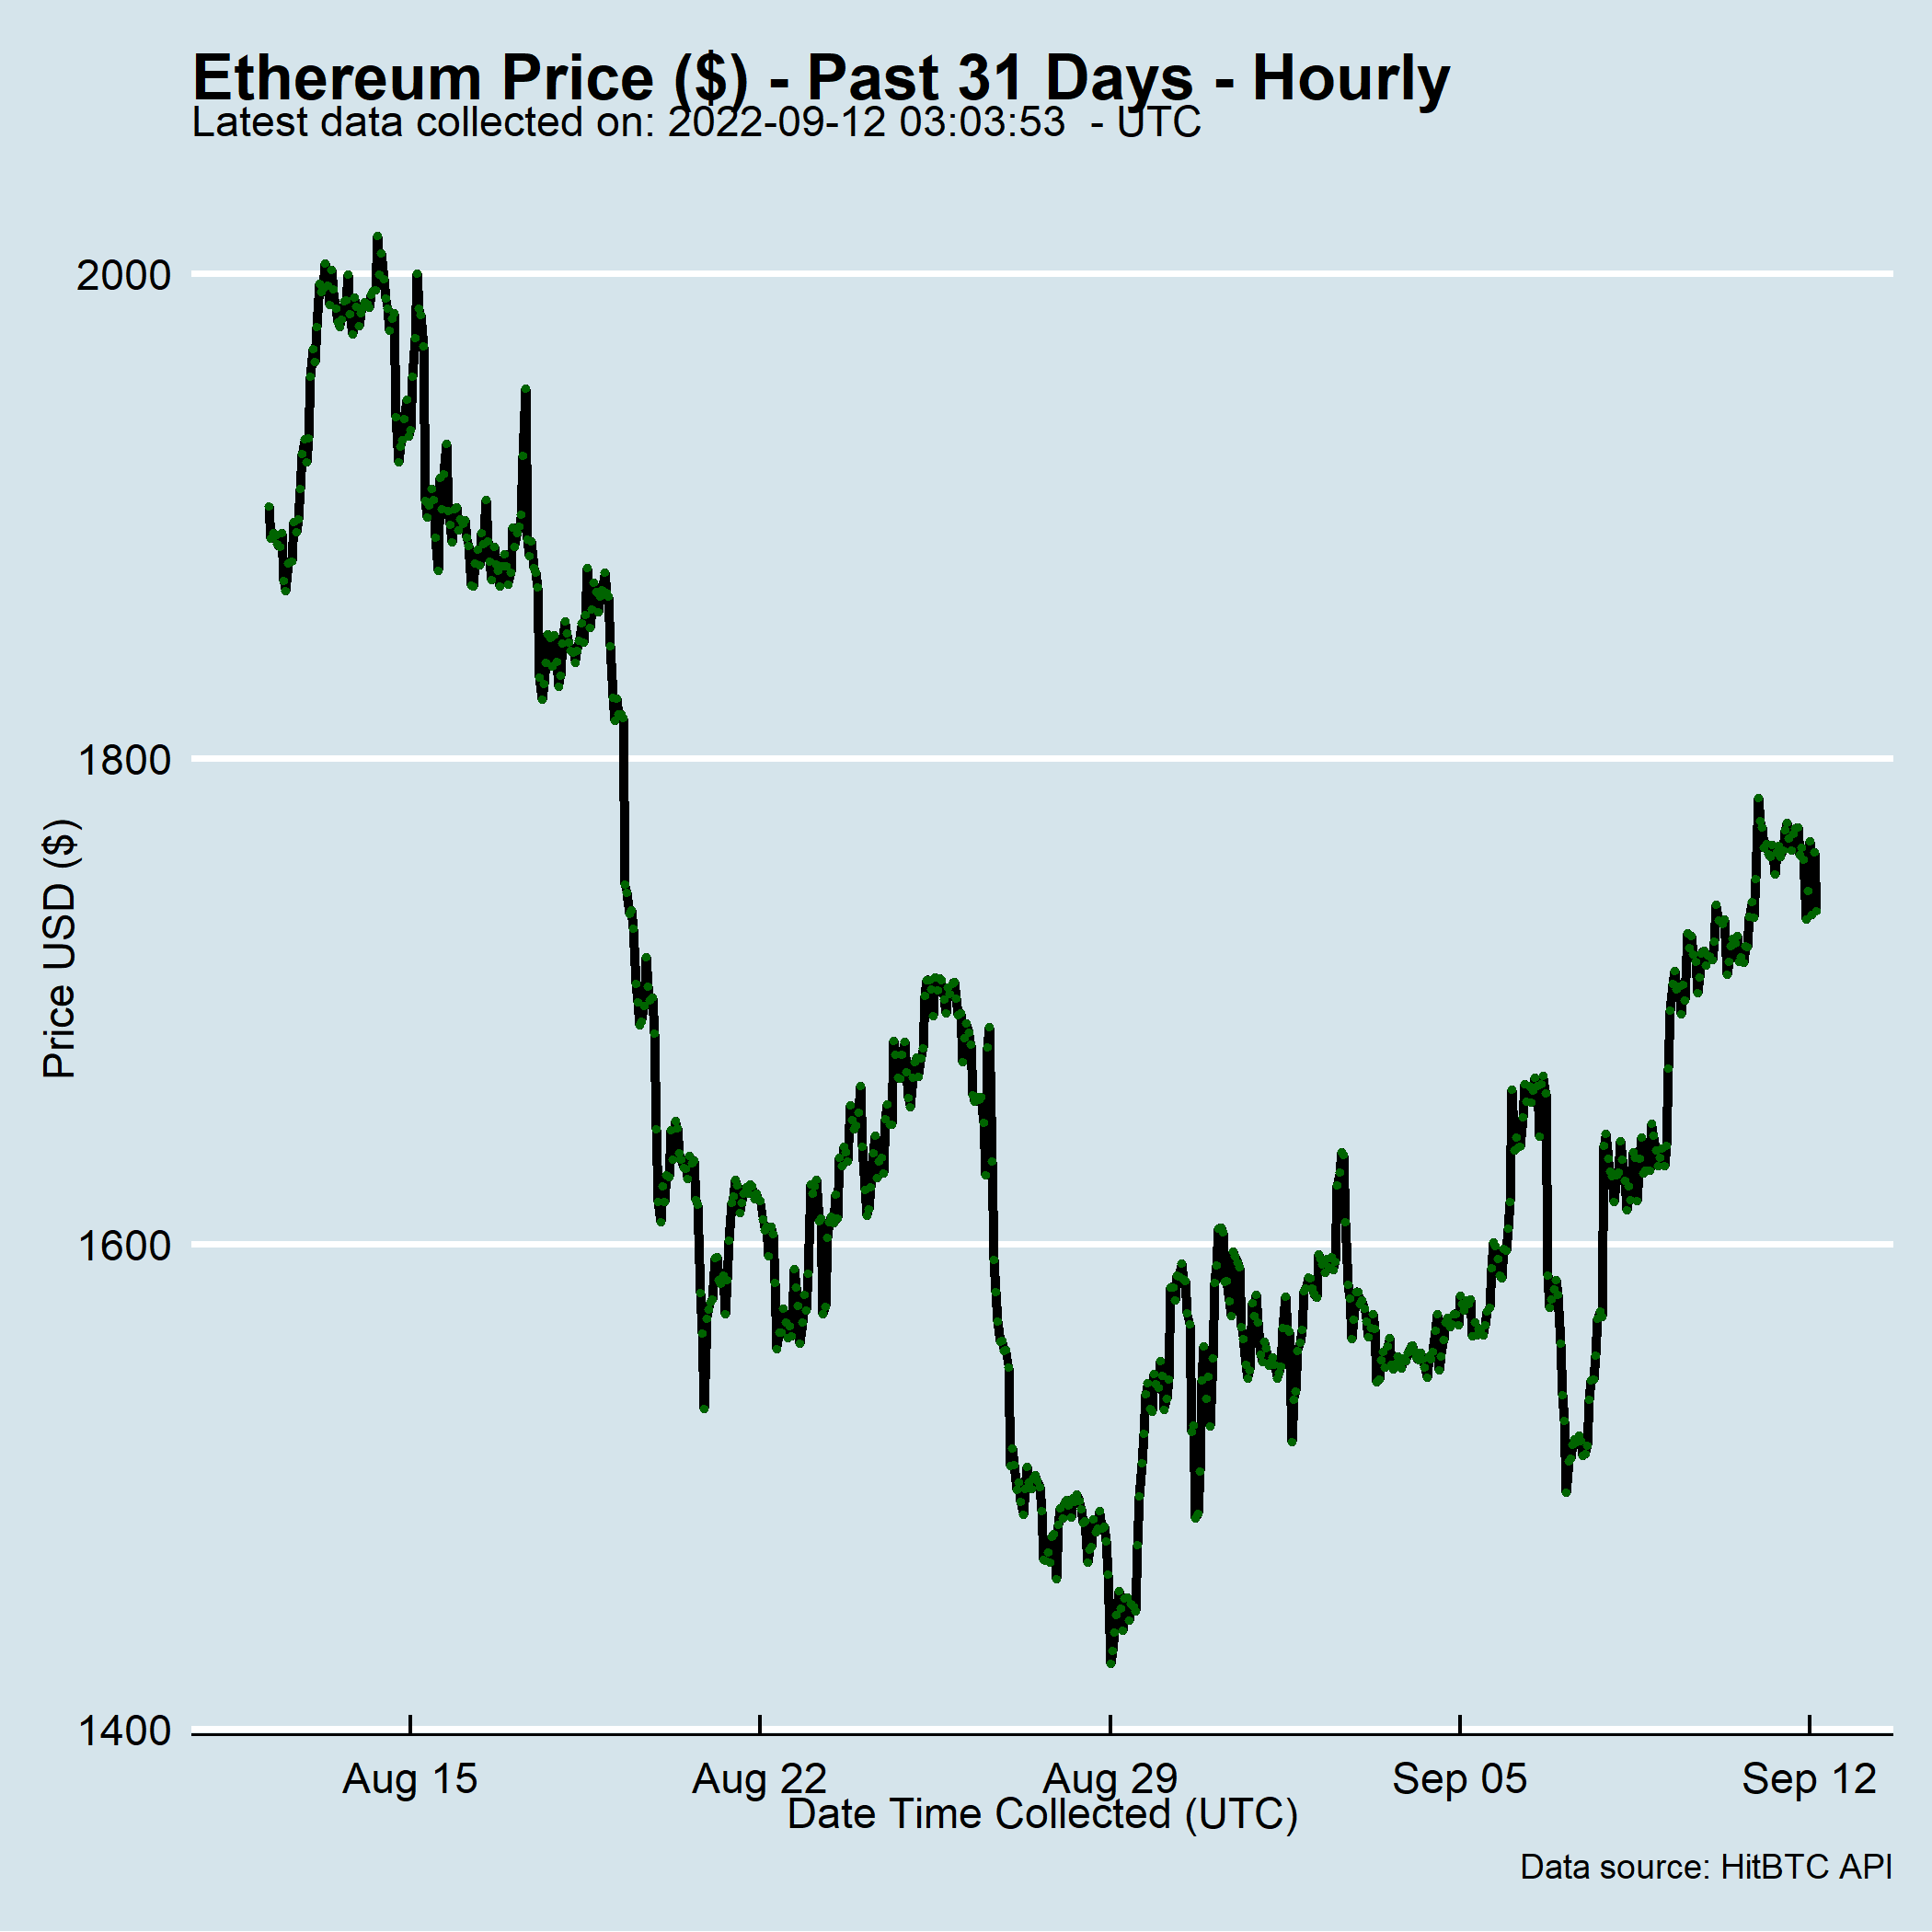 Ethereum Price ($) - Past 31 Days - Hourly
Latest data collected on: 2022-09-12 03:03:53  - UTC
2000
1800
1600
1400
Price USD ($)
Aug 15 Aug 22 Aug 29 Sep 05 Sep 12
Date Time Collected (UTC)
Data source: HitBTC API